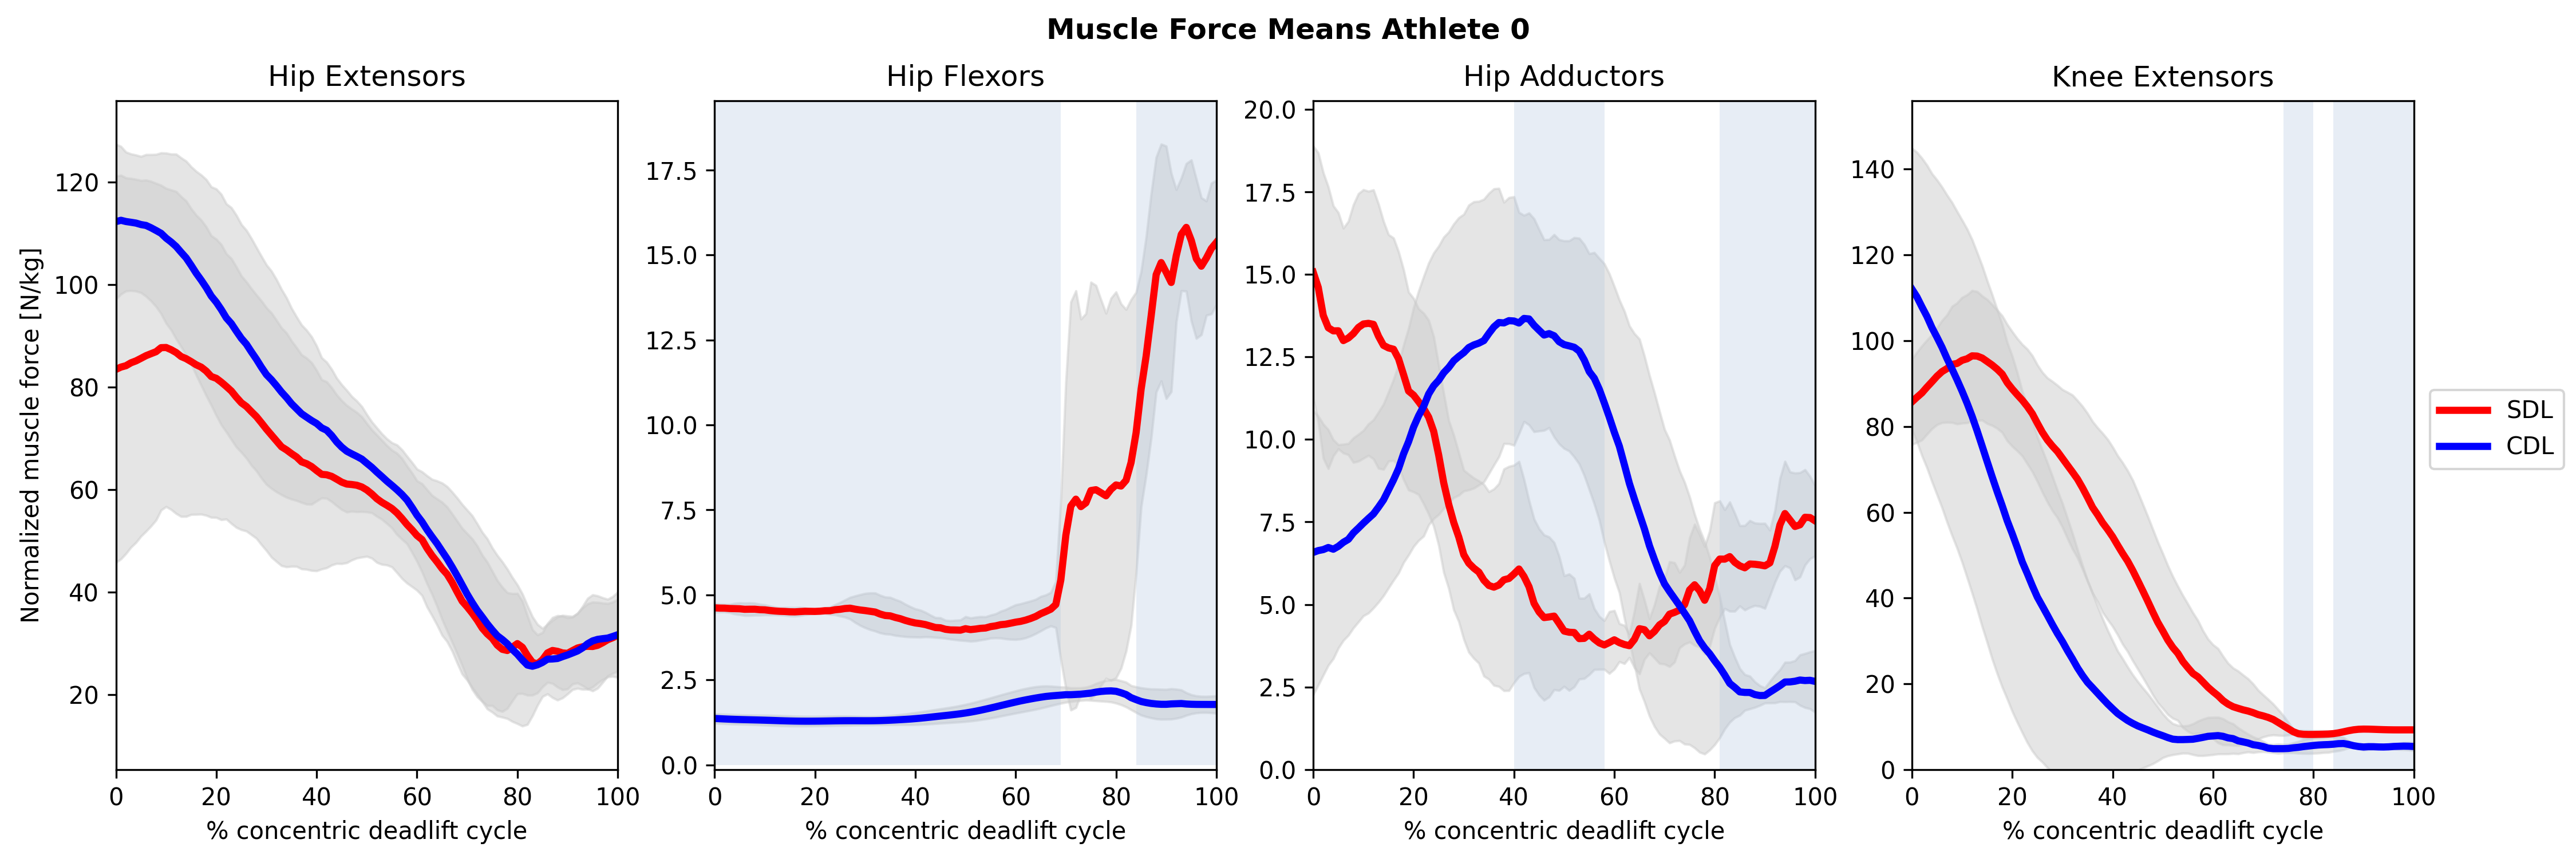 Muscle Force Means Athlete 0
Hip Extensors
Hip Flexors
Hip Adductors
Knee Extensors
Normalized muscle force [N/kg]
120
100
80
60
40
20
0 20 40 60 80 100
% concentric deadlift cycle
17.5
15.0
12.5
10.0
7.5
5.0
2.5
0.0
0 20 40 60 80 100
% concentric deadlift cycle
20.0
17.5
15.0
12.5
10.0
7.5
5.0
2.5
0.0
0 20 40 60 80 100
% concentric deadlift cycle
140
120
100
80
60
40
20
0
0 20 40 60 80 100
% concentric deadlift cycle
SDL
CDL